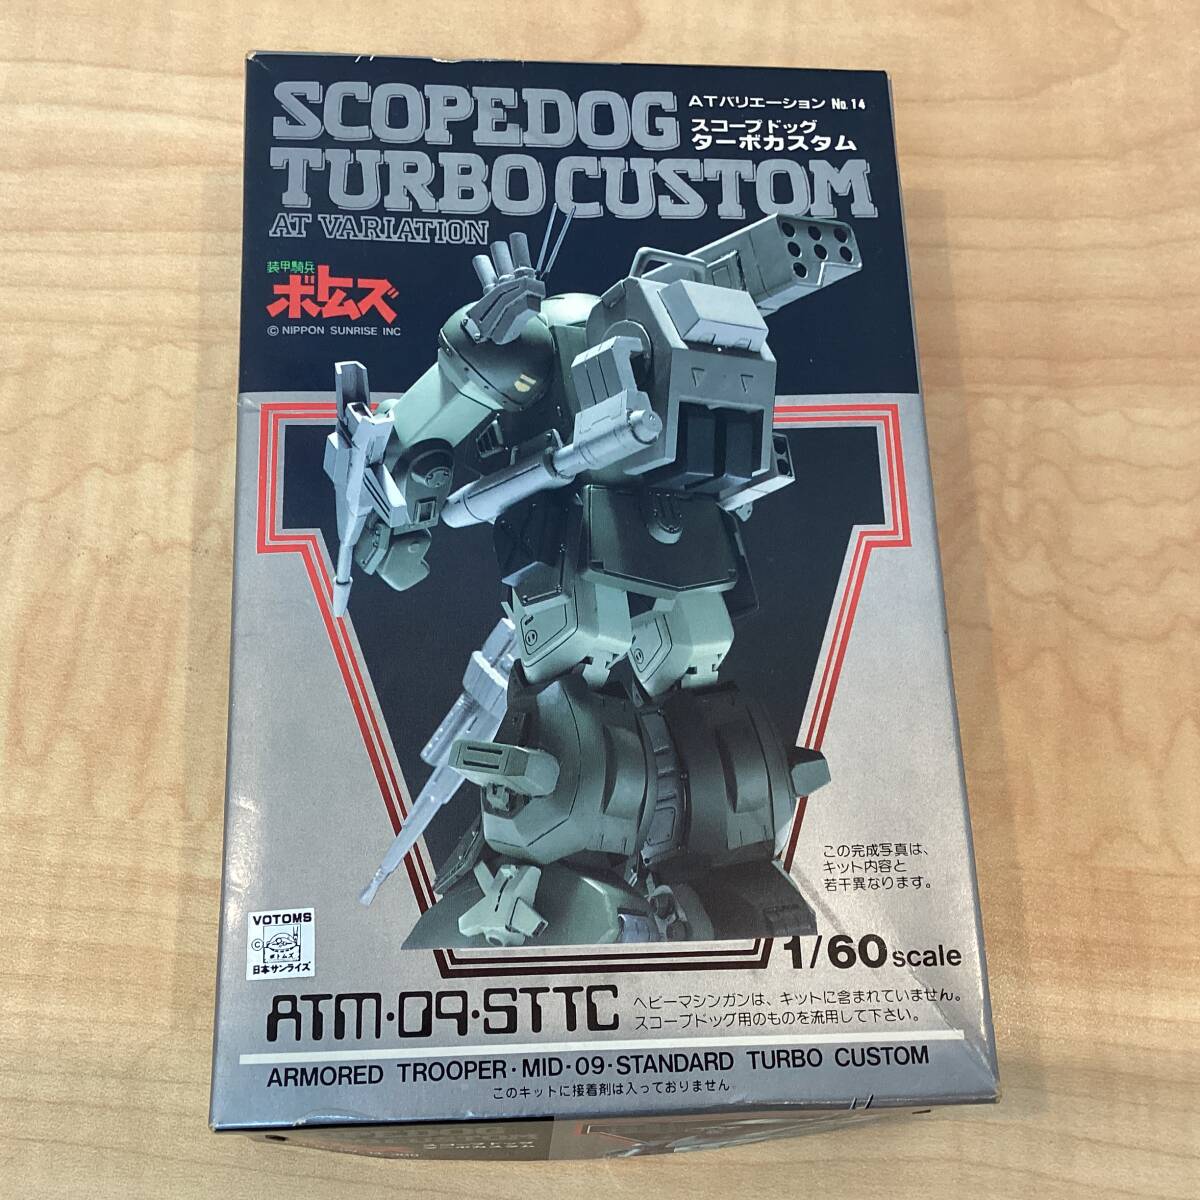 SCOPEDOG
TURBO CUSTOM
AT VARIATION
ATバリエーション No.14
スコープドッグ
ターボカスタム
装甲騎兵
ボトムズ
© NIPPON SUNRISE INC
この完成写真は、
キット内容と
若干異なります。
1/60 scale
VOTOMS
©
ボトムズ
日本サンライズ
ATM-09-STTC
ヘビーマシンガンは、キットに含まれていません。
スコープドッグ用のものを流用して下さい。
ARMORED TROOPER・MID-09-STANDARD TURBO CUSTOM
このキットに接着剤は入っておりません。